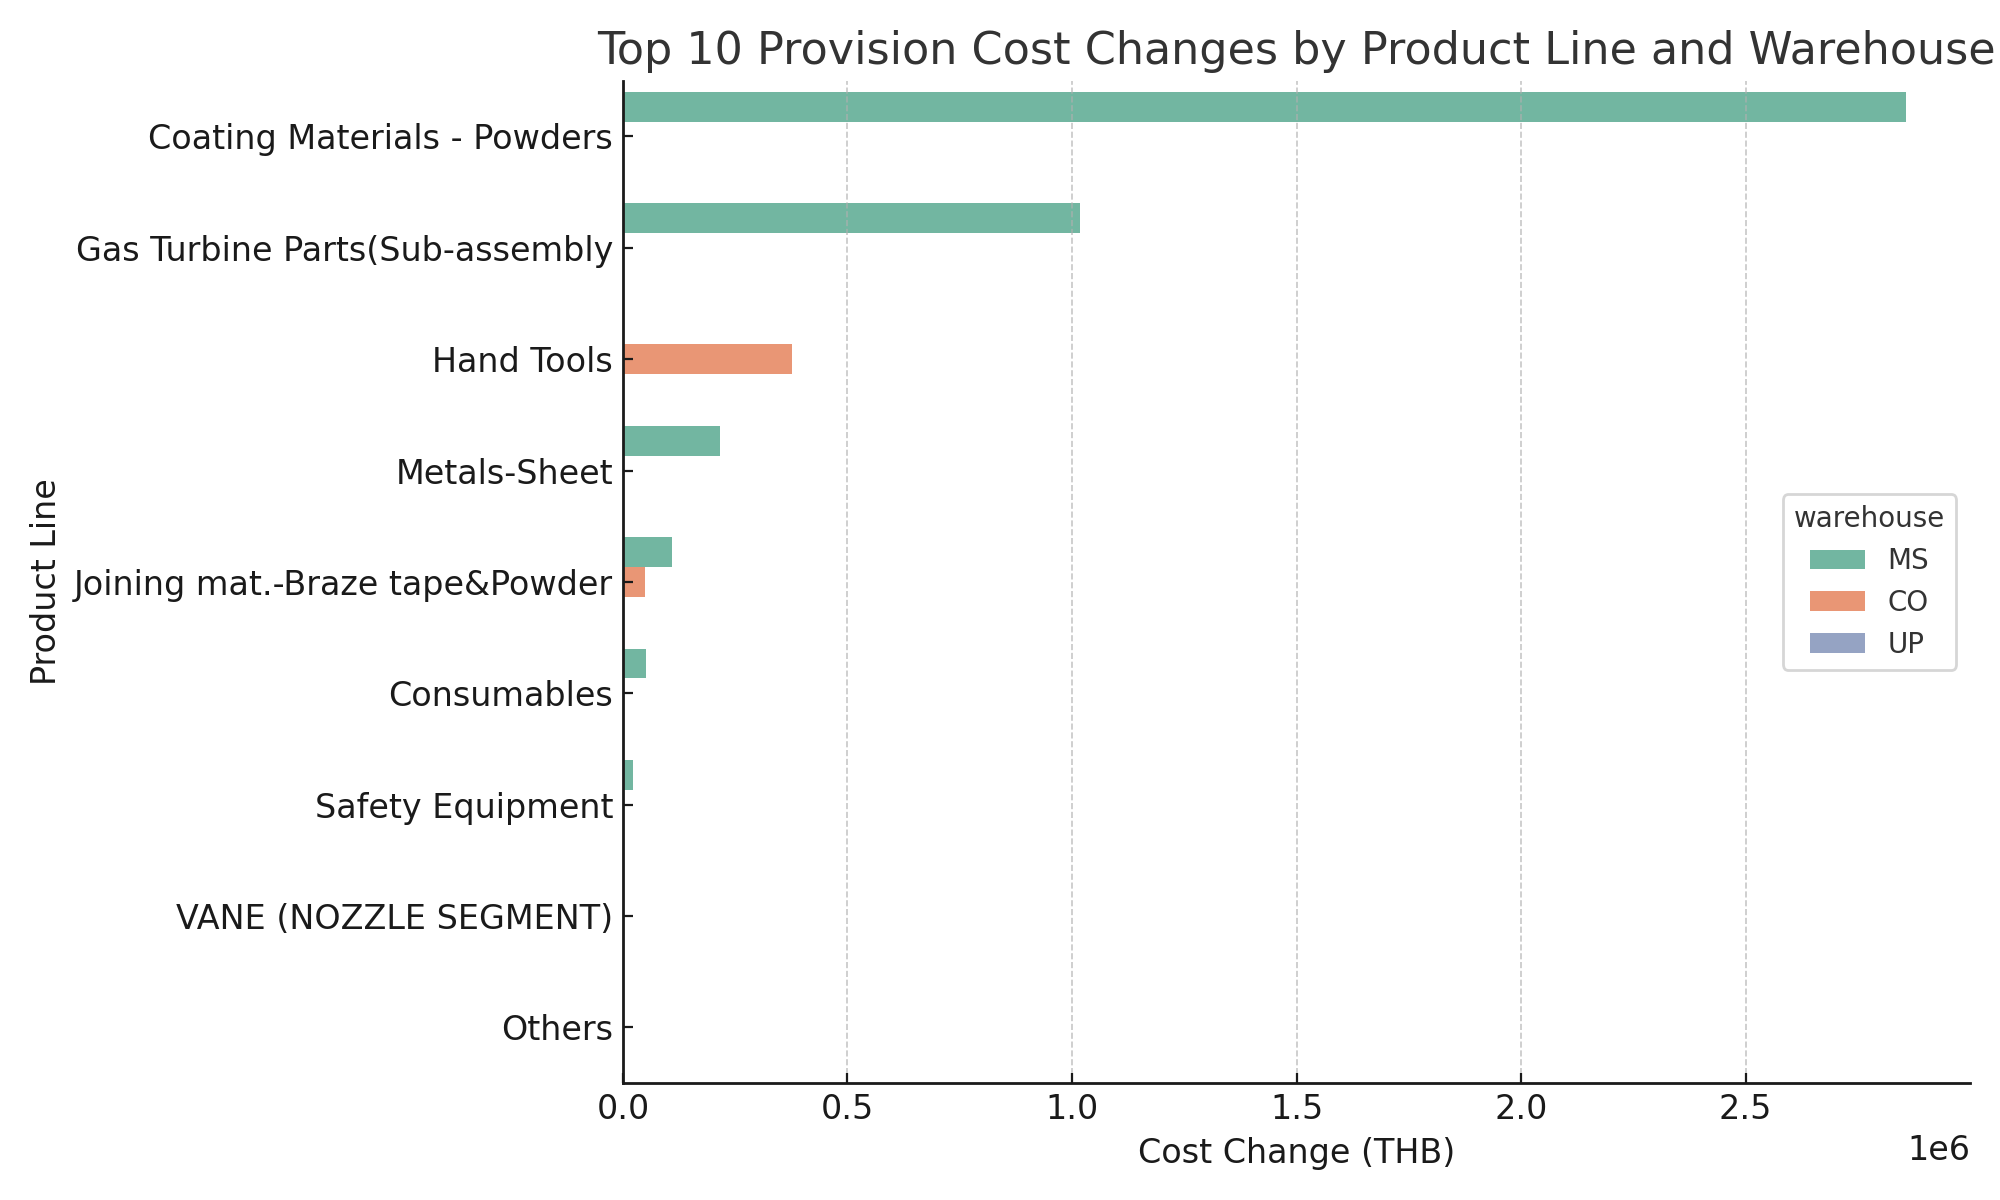 Top 10 Provision Cost Changes by Product Line and Warehouse
Product Line
Coating Materials - Powders
Gas Turbine Parts(Sub-assembly
Hand Tools
Metals-Sheet
Joining mat.-Braze tape&Powder
Consumables
Safety Equipment
VANE (NOZZLE SEGMENT)
Others
warehouse
MS
CO
UP
0.0 0.5 1.0 1.5 2.0 2.5
1e6
Cost Change (THB)